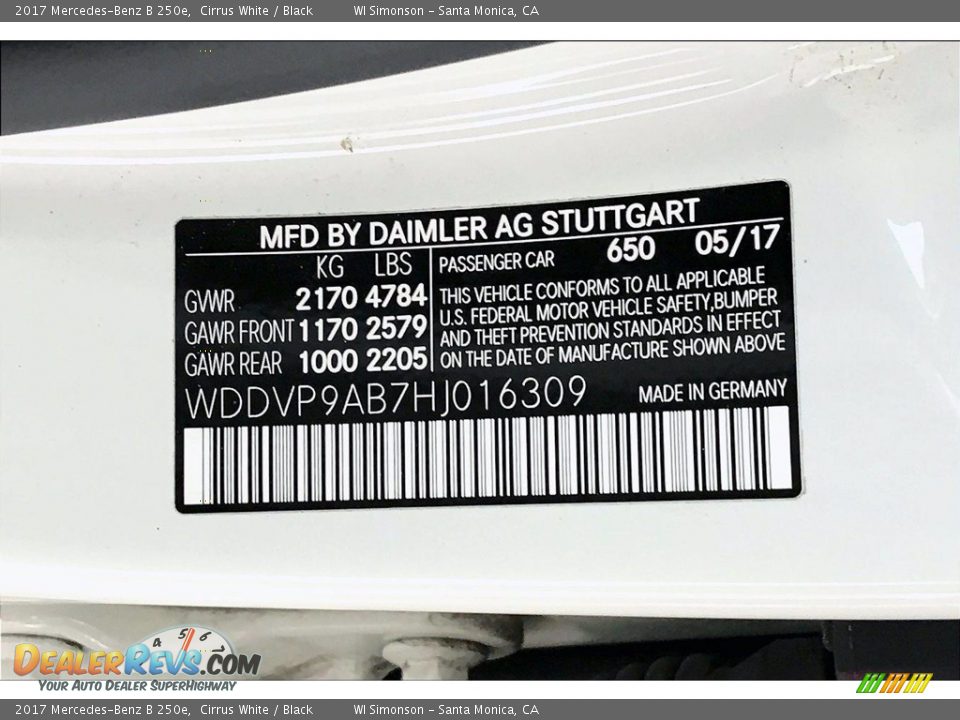 2017 Mercedes-Benz B 250e, Cirrus White / Black WI Simonson - Santa Monica, CA
MFD BY DAIMLER AG STUTTGART
KG LBS
GVWR 2170 4784
GAWR FRONT 1170 2579
GAWR REAR 1000 2205
PASSENGER CAR 650 05/17
THIS VEHICLE CONFORMS TO ALL APPLICABLE
U.S. FEDERAL MOTOR VEHICLE SAFETY,BUMPER
AND THEFT PREVENTION STANDARDS IN EFFECT
ON THE DATE OF MANUFACTURE SHOWN ABOVE
WDDVP9AB7HJ016309 MADE IN GERMANY
4 5 6
DEALERREVS.COM
YOUR AUTO DEALER SUPERHIGHWAY
2017 Mercedes-Benz B 250e, Cirrus White / Black WI Simonson - Santa Monica, CA